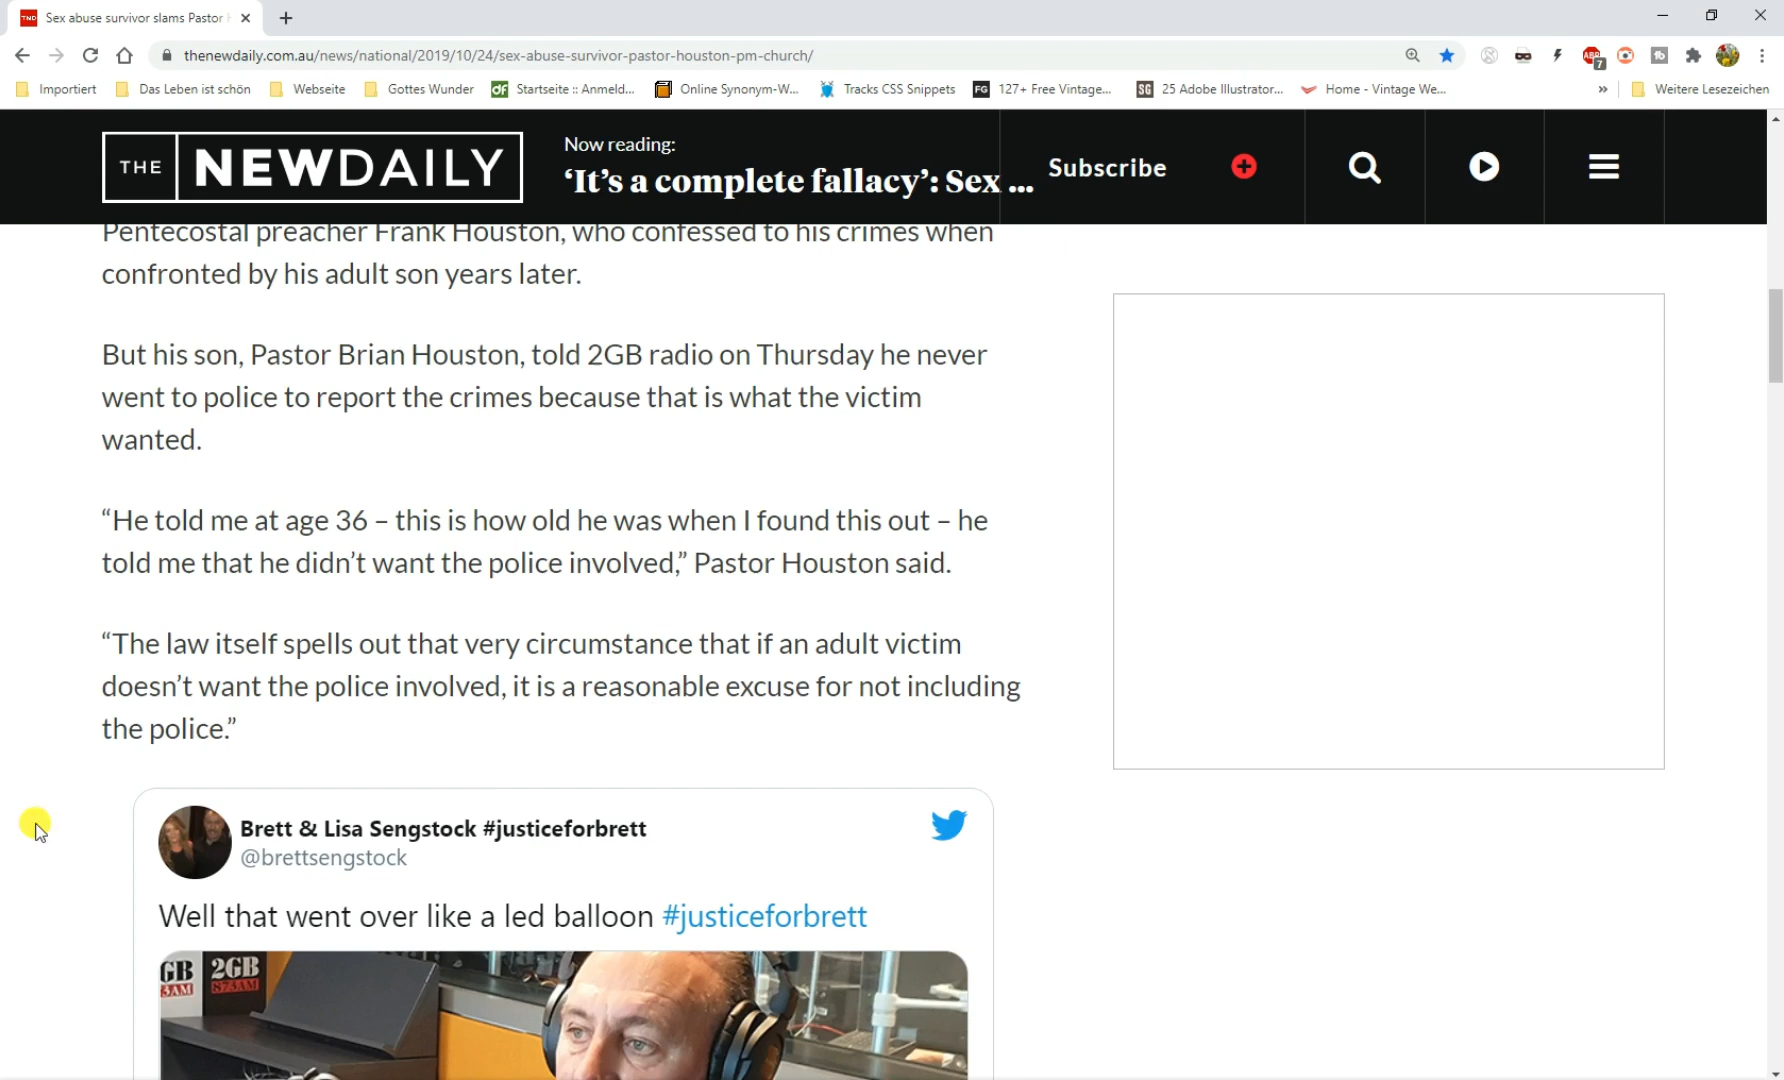 Sex abuse survivor slams Pastor
thenewdaily.com.au/news/national/2019/10/24/sex-abuse-survivor-pastor-houston-pm-church/
ABP
7
Importiert
Das Leben ist schön
Webseite
Gottes Wunder
Startseite :: Anmeld...
Online Synonym-W...
Tracks CSS Snippets
127+ Free Vintage...
25 Adobe Illustrator...
Home - Vintage We...
»
Weitere Lesezeichen
THE NEWDAILY
Now reading:
‘It’s a complete fallacy’: Sex ...
Subscribe
Pentecostal preacher Frank Houston, who confessed to his crimes when
confronted by his adult son years later.
But his son, Pastor Brian Houston, told 2GB radio on Thursday he never
went to police to report the crimes because that is what the victim
wanted.
“He told me at age 36 – this is how old he was when I found this out – he
told me that he didn’t want the police involved,” Pastor Houston said.
“The law itself spells out that very circumstance that if an adult victim
doesn’t want the police involved, it is a reasonable excuse for not including
the police.”
Brett & Lisa Sengstock #justiceforbrett
@brettsengstock
Well that went over like a led balloon #justiceforbrett
GB 2GB
3AM 873AM